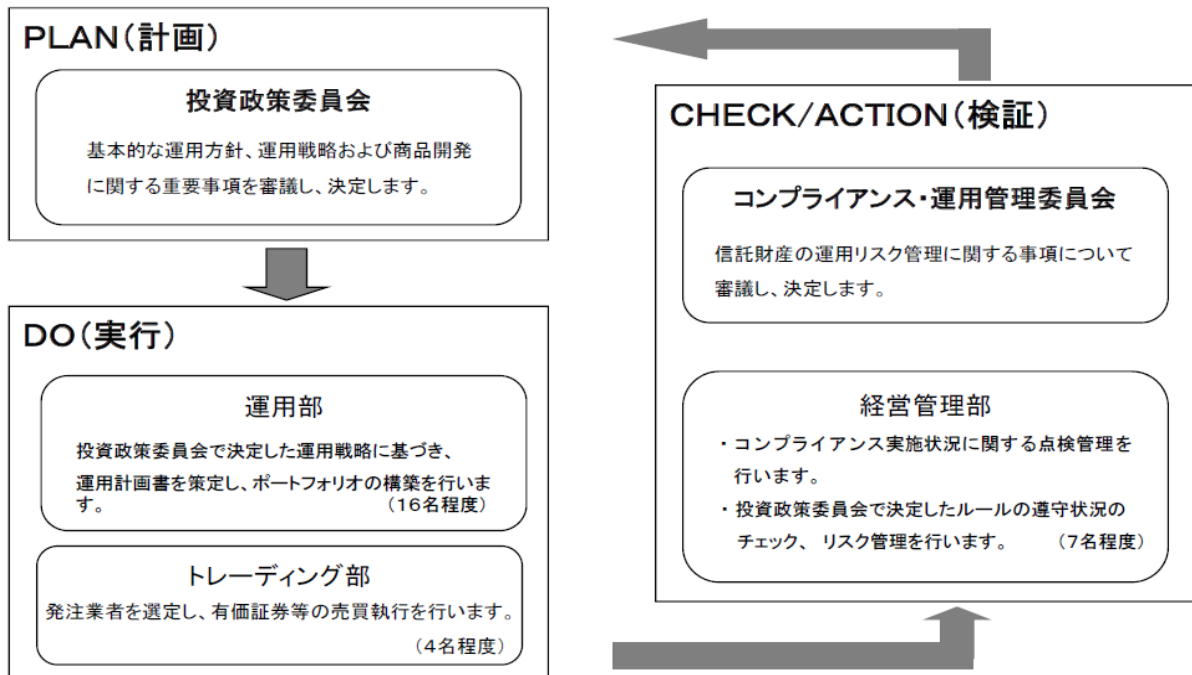 PLAN(計画)
投資政策委員会
基本的な運用方針、運用戦略および商品開発
に関する重要事項を審議し、決定します。
DO(実行)
運用部
投資政策委員会で決定した運用戦略に基づき、
運用計画書を策定し、ポートフォリオの構築を行いま
す。 (16名程度)
トレーディング部
発注業者を選定し、有価証券等の売買執行を行います。
(4名程度)
CHECK/ACTION(検証)
コンプライアンス・運用管理委員会
信託財産の運用リスク管理に関する事項について
審議し、決定します。
経営管理部
・コンプライアンス実施状況に関する点検管理を
行います。
・投資政策委員会で決定したルールの遵守状況の
チェック、 リスク管理を行います。 (7名程度)